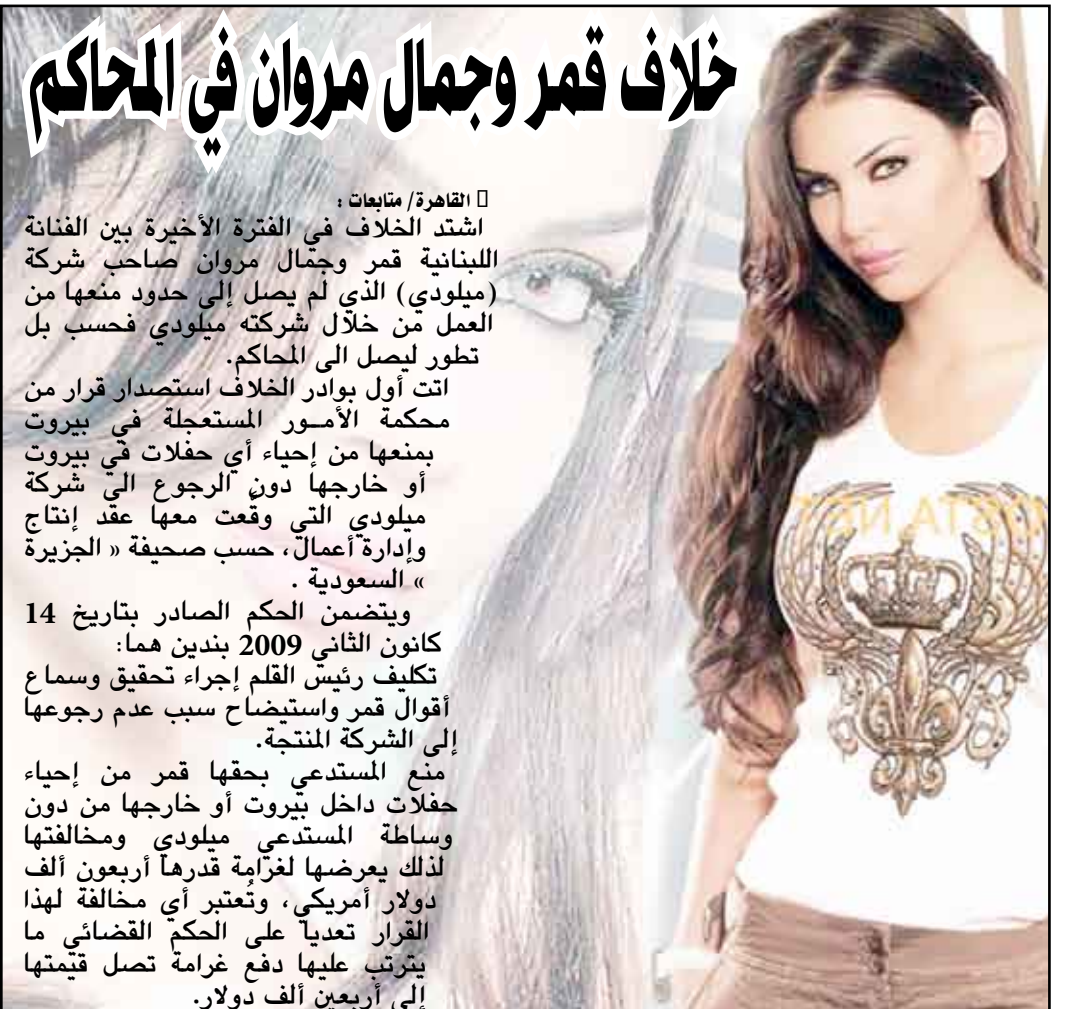 خلاف قمر وجمال مروان في المحاكم
القاهرة/ متابعات :
اشتد الخلاف في الفترة الأخيرة بين الفنانة
اللبنانية قمر وجمال مروان صاحب شركة
(ميلودي) الذي لم يصل إلى حدود منعها من
العمل من خلال شركته ميلودي فحسب بل
تطور ليصل الى المحاكم.
اتت أول بوادر الخلاف استصدار قرار من
محكمة الأمــور المستعجلة في بيروت
بمنعها من إحياء أي حفلات في بيروت
أو خارجها دون الرجوع الى شركة
ميلودي التي وقّعت معها عقد إنتاج
وإدارة أعمال، حسب صحيفة « الجزيرة
» السعودية .
ويتضمن الحكم الصادر بتاريخ 14
كانون الثاني 2009 بندين هما:
تكليف رئيس القلم إجراء تحقيق وسماع
أقوال قمر واستيضاح سبب عدم رجوعها
إلى الشركة المنتجة.
منع المستدعي بحقها قمر من إحياء
حفلات داخل بيروت أو خارجها من دون
وساطة المستدعي ميلودي ومخالفتها
لذلك يعرضها لغرامة قدرها أربعون ألف
دولار أمريكي، وتُعتبر أي مخالفة لهذا
القرار تعدياً على الحكم القضائي ما
يترتب عليها دفع غرامة تصل قيمتها
إلى أربعين ألف دولار.